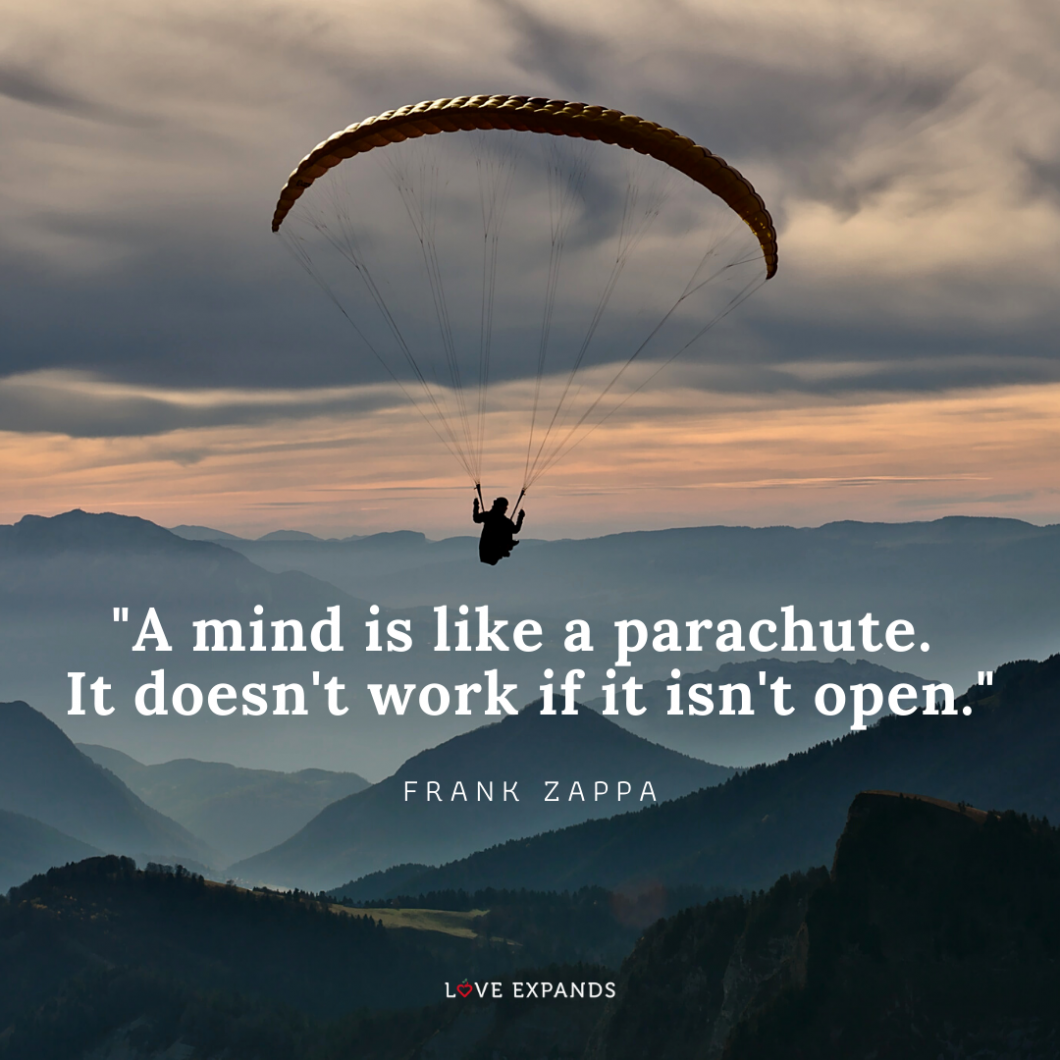 "A mind is like a parachute.
It doesn't work if it isn't open."
FRANK ZAPPA
LOVE EXPANDS